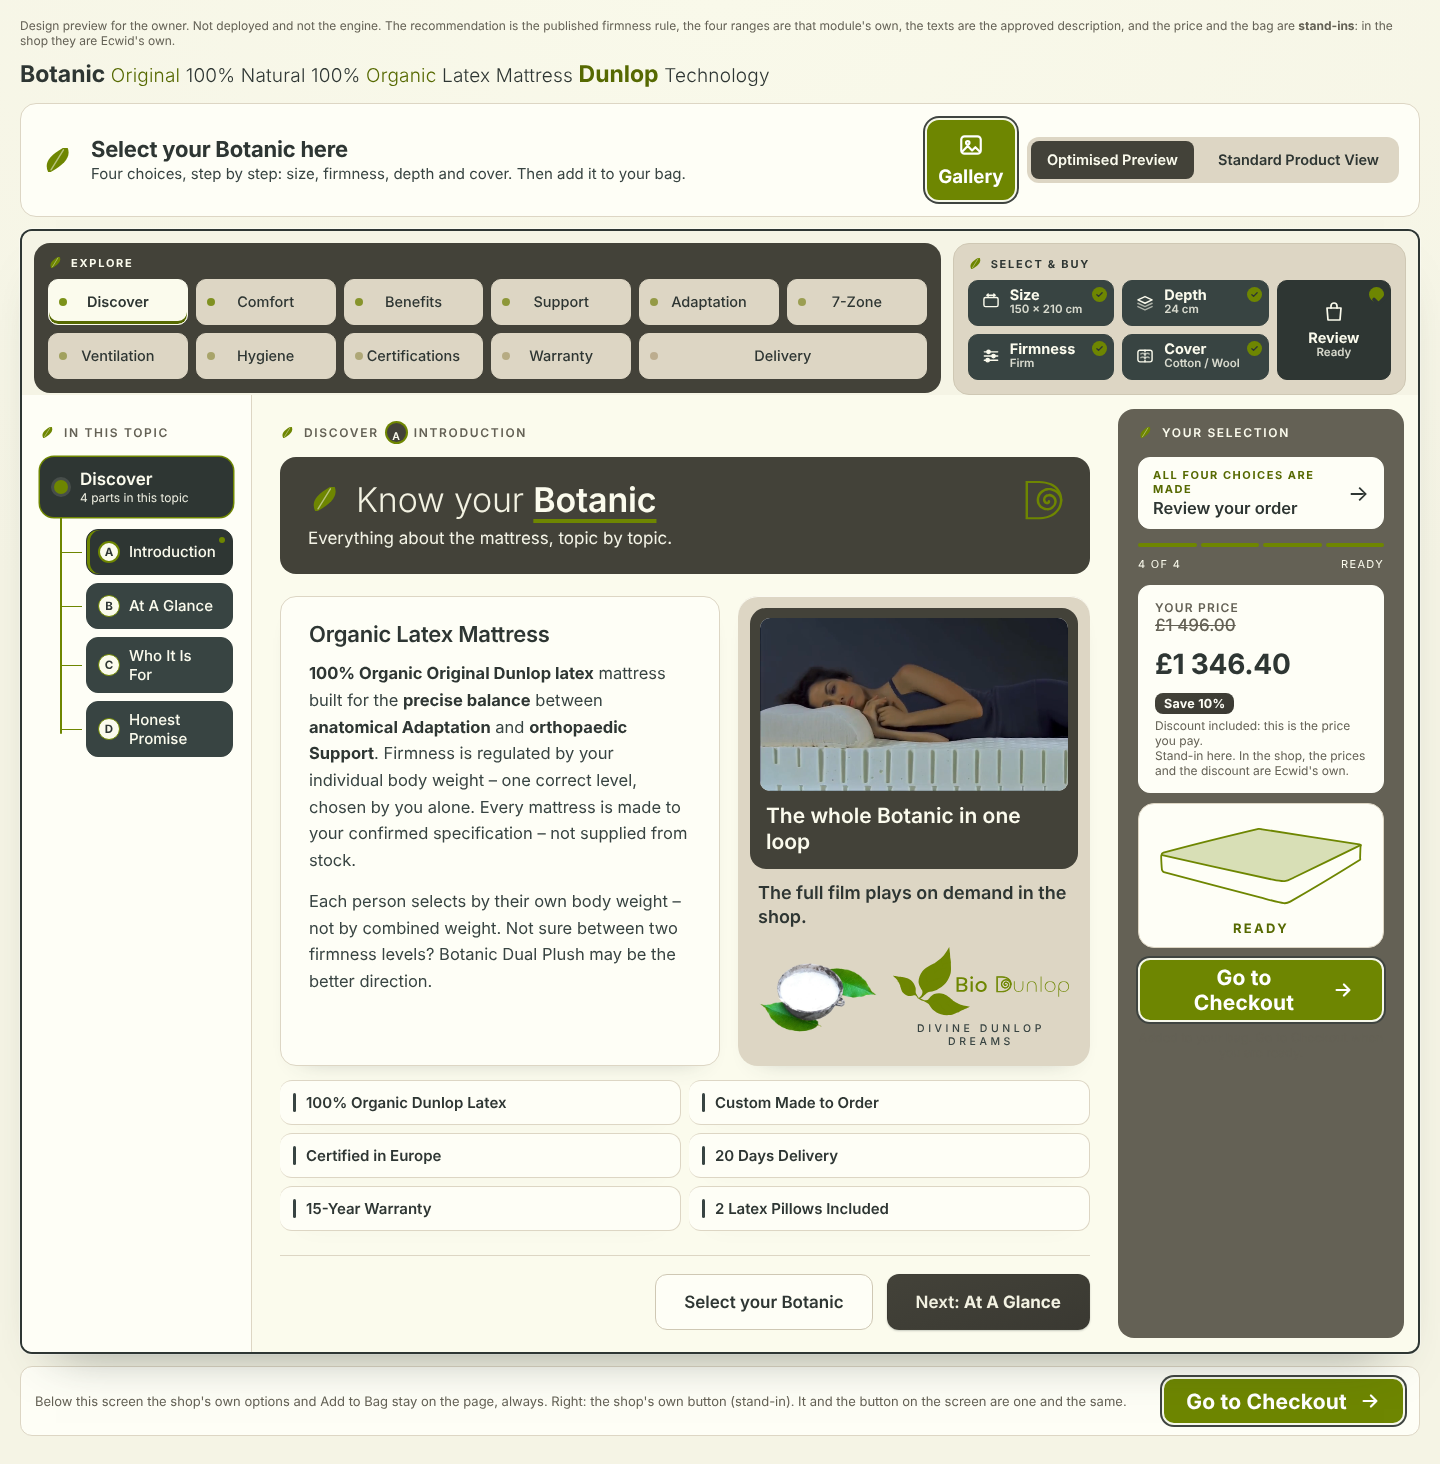 Design preview for the owner. Not deployed and not the engine. The recommendation is the published firmness rule, the four ranges are that module's own, the texts are the approved description, and the price and the bag are stand-ins: in the
shop they are Ecwid's own.
Botanic Original 100% Natural 100% Organic Latex Mattress Dunlop Technology
Select your Botanic here
Four choices, step by step: size, firmness, depth and cover. Then add it to your bag.
Gallery
Optimised Preview
Standard Product View
EXPLORE
Discover
Comfort
Benefits
Support
Adaptation
7-Zone
Ventilation
Hygiene
Certifications
Warranty
Delivery
SELECT & BUY
Size
150 × 210 cm
Depth
24 cm
Firmness
Firm
Cover
Cotton / Wool
Review
Ready
IN THIS TOPIC
Discover
4 parts in this topic
A Introduction
B At A Glance
C Who It Is
For
D Honest
Promise
DISCOVER A INTRODUCTION
Know your Botanic
Everything about the mattress, topic by topic.
Organic Latex Mattress
100% Organic Original Dunlop latex mattress
built for the precise balance between
anatomical Adaptation and orthopaedic
Support. Firmness is regulated by your
individual body weight – one correct level,
chosen by you alone. Every mattress is made to
your confirmed specification – not supplied from
stock.
Each person selects by their own body weight –
not by combined weight. Not sure between two
firmness levels? Botanic Dual Plush may be the
better direction.
The whole Botanic in one
loop
The full film plays on demand in the
shop.
Bio Dunlop
DIVINE DUNLOP
DREAMS
100% Organic Dunlop Latex
Custom Made to Order
Certified in Europe
20 Days Delivery
15-Year Warranty
2 Latex Pillows Included
Select your Botanic
Next: At A Glance
YOUR SELECTION
ALL FOUR CHOICES ARE
MADE
Review your order
4 OF 4
READY
YOUR PRICE
£1 496.00
£1 346.40
Save 10%
Discount included: this is the price
you pay.
Stand-in here. In the shop, the prices
and the discount are Ecwid's own.
READY
Go to
Checkout
Below this screen the shop's own options and Add to Bag stay on the page, always. Right: the shop's own button (stand-in). It and the button on the screen are one and the same.
Go to Checkout